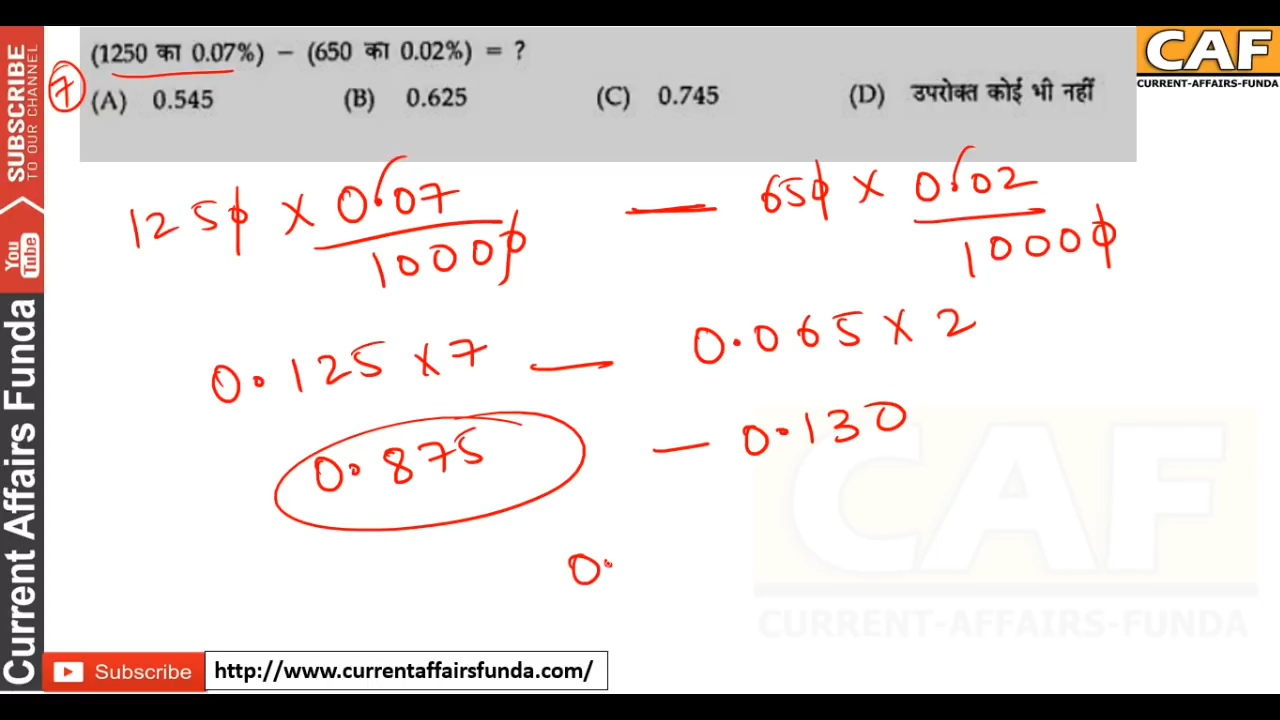 SUBSCRIBE
TO OUR CHANNEL
You
Tube
Current Affairs Funda
(1250 का 0.07%) − (650 का 0.02%) = ?
7
(A) 0.545 (B) 0.625 (C) 0.745 (D) उपरोक्त कोई भी नहीं
CAF
CURRENT-AFFAIRS-FUNDA
1250 × 0.07 — 650 × 0.02
10000 10000
0.125 × 7 — 0.065 × 2
0.875 — 0.130
0.
CAF
CURRENT-AFFAIRS-FUNDA
Subscribe
http://www.currentaffairsfunda.com/